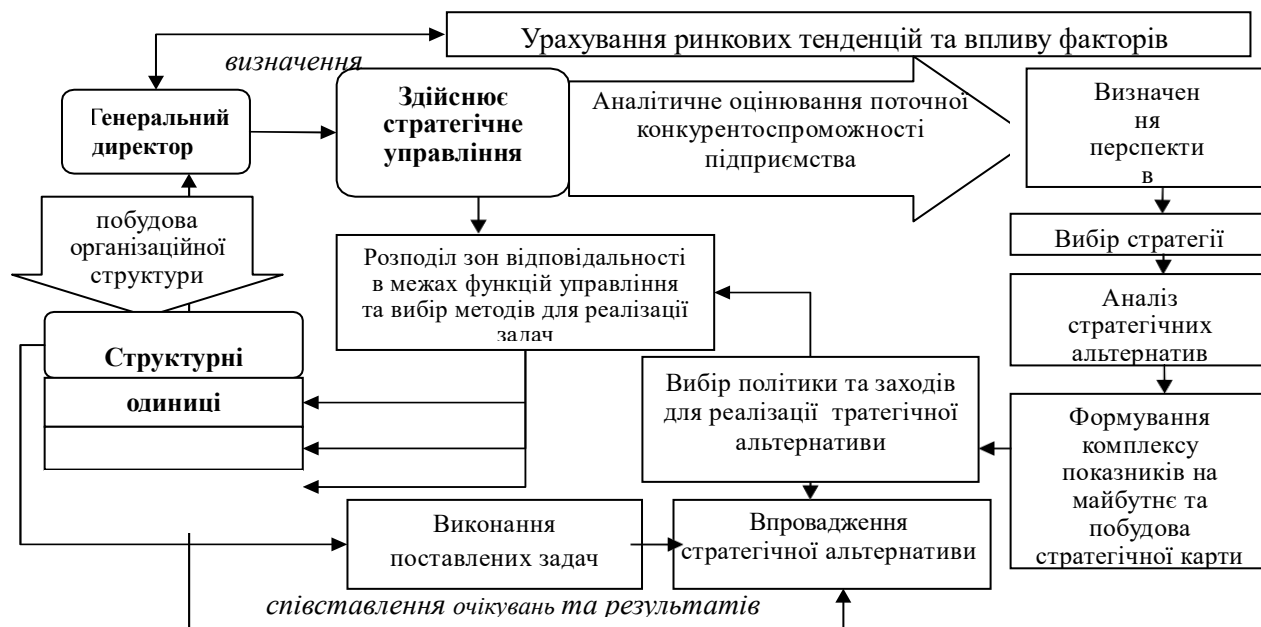 Урахування ринкових тенденцій та впливу факторів
визначення
Генеральний
директор
Здійснює
стратегічне
управління
Аналітичне оцінювання поточної
конкурентоспроможності
підприємства
Визначен
ня
перспекти
в
побудова
організаційної
структури
Розподіл зон відповідальності
в межах функцій управління
та вибір методів для реалізації
задач
Вибір стратегії
Аналіз
стратегічних
альтернатив
Структурні
одиниці
Вибір політики та заходів
для реалізації тратегічної
альтернативи
Формування
комплексу
показників на
майбутнє та
побудова
стратегічної карти
Виконання
поставлених задач
Впровадження
стратегічної альтернативи
співставлення очікувань та результатів